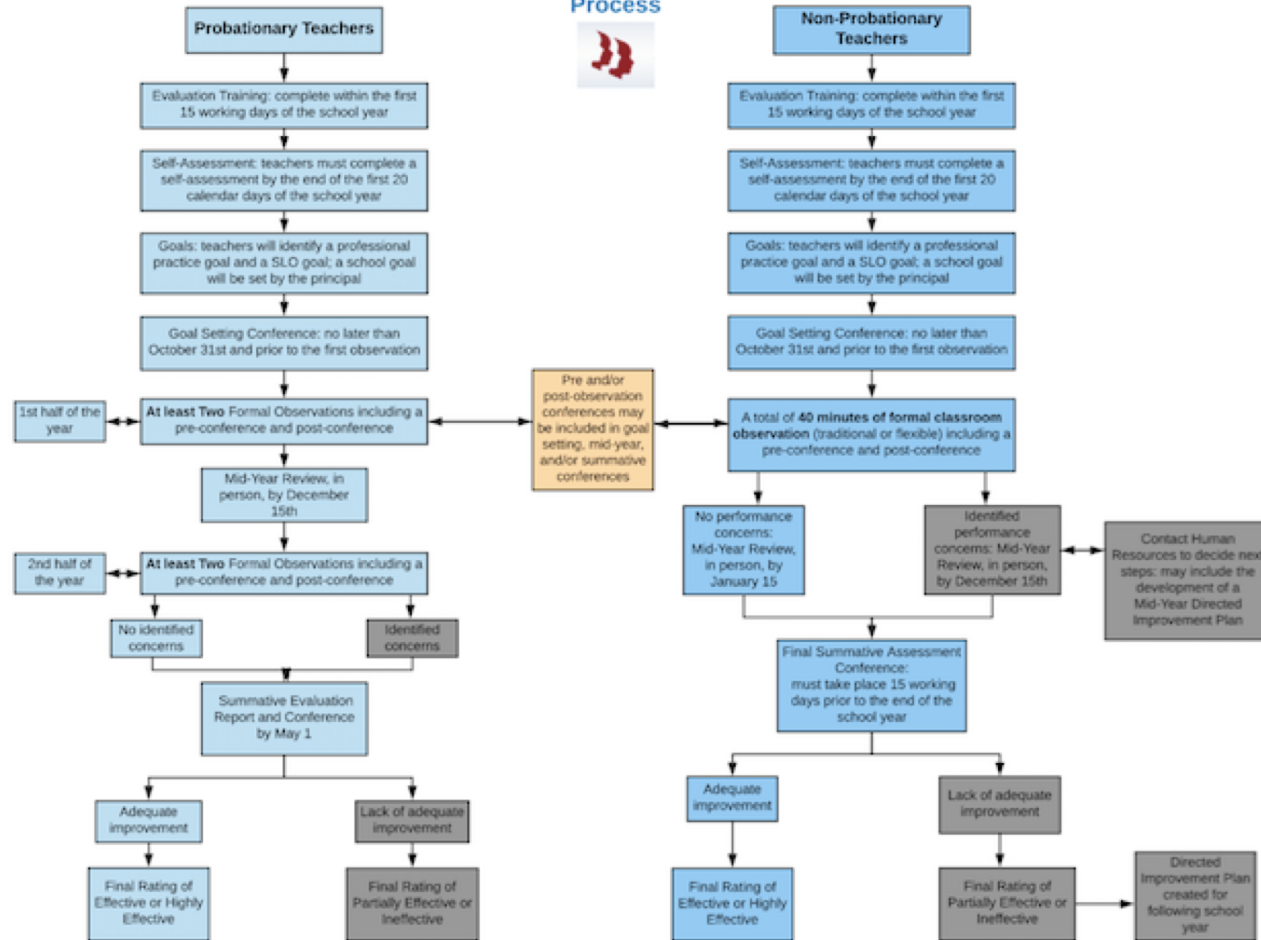 Process
Probationary Teachers
Evaluation Training: complete within the first
15 working days of the school year
Self-Assessment: teachers must complete a
self-assessment by the end of the first 20
calendar days of the school year
Goals: teachers will identify a professional
practice goal and a SLO goal; a school goal
will be set by the principal
Goal Setting Conference: no later than
October 31st and prior to the first observation
1st half of the
year
At least Two Formal Observations including a
pre-conference and post-conference
Mid-Year Review, in
person, by December
15th
2nd half of
the year
At least Two Formal Observations including a
pre-conference and post-conference
No identified
concerns
Identified
concerns
Summative Evaluation
Report and Conference
by May 1
Adequate
improvement
Lack of adequate
improvement
Final Rating of
Effective or Highly
Effective
Final Rating of
Partially Effective or
Ineffective
Pre and/or
post-observation
conferences may
be included in goal
setting, mid-year,
and/or summative
conferences
Non-Probationary
Teachers
Evaluation Training: complete within the first
15 working days of the school year
Self-Assessment: teachers must complete a
self-assessment by the end of the first 20
calendar days of the school year
Goals: teachers will identify a professional
practice goal and a SLO goal; a school goal
will be set by the principal
Goal Setting Conference: no later than
October 31st and prior to the first observation
A total of 40 minutes of formal classroom
observation (traditional or flexible) including a
pre-conference and post-conference
No performance
concerns:
Mid-Year Review,
in person, by
January 15
Identified
performance
concerns: Mid-Year
Review, in person,
by December 15th
Contact Human
Resources to decide next
steps: may include the
development of a
Mid-Year Directed
Improvement Plan
Final Summative Assessment
Conference:
must take place 15 working
days prior to the end of the
school year
Adequate
improvement
Lack of adequate
improvement
Final Rating of
Effective or Highly
Effective
Final Rating of
Partially Effective or
Ineffective
Directed
Improvement Plan
created for
following school
year